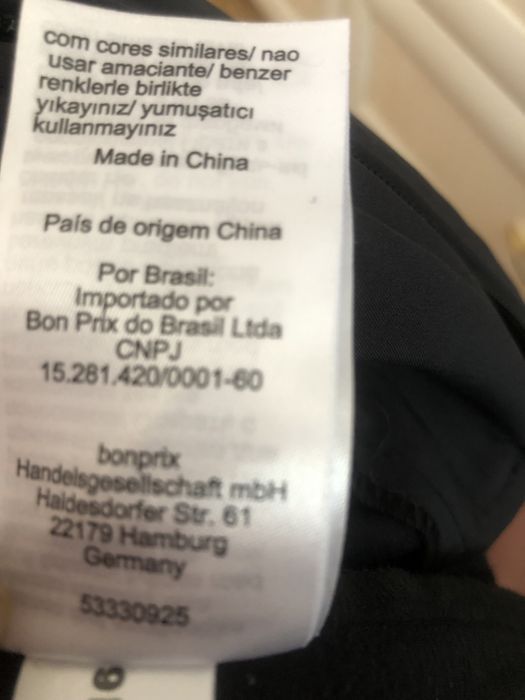 com cores similares/ nao
usar amaciante/ benzer
renklerle birlikte
yıkayınız/ yumuşatıcı
kullanmayınız
Made in China
País de origem China
Por Brasil:
Importado por
Bon Prix do Brasil Ltda
CNPJ
15.281.420/0001-60
bonprix
Handelsgesellschaft mbH
Haldesdorfer Str. 61
22179 Hamburg
Germany
53330925